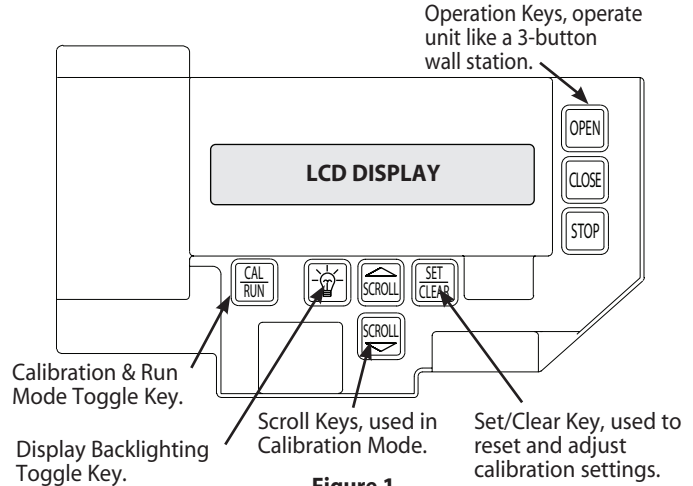 Operation Keys, operate
unit like a 3-button
wall station.
OPEN
LCD DISPLAY
CLOSE
STOP
CAL
RUN
SCROLL
SET
CLEAR
SCROLL
Calibration & Run
Mode Toggle Key.
Display Backlighting
Toggle Key.
Scroll Keys, used in
Calibration Mode.
Set/Clear Key, used to
reset and adjust
calibration settings.
Figure 1